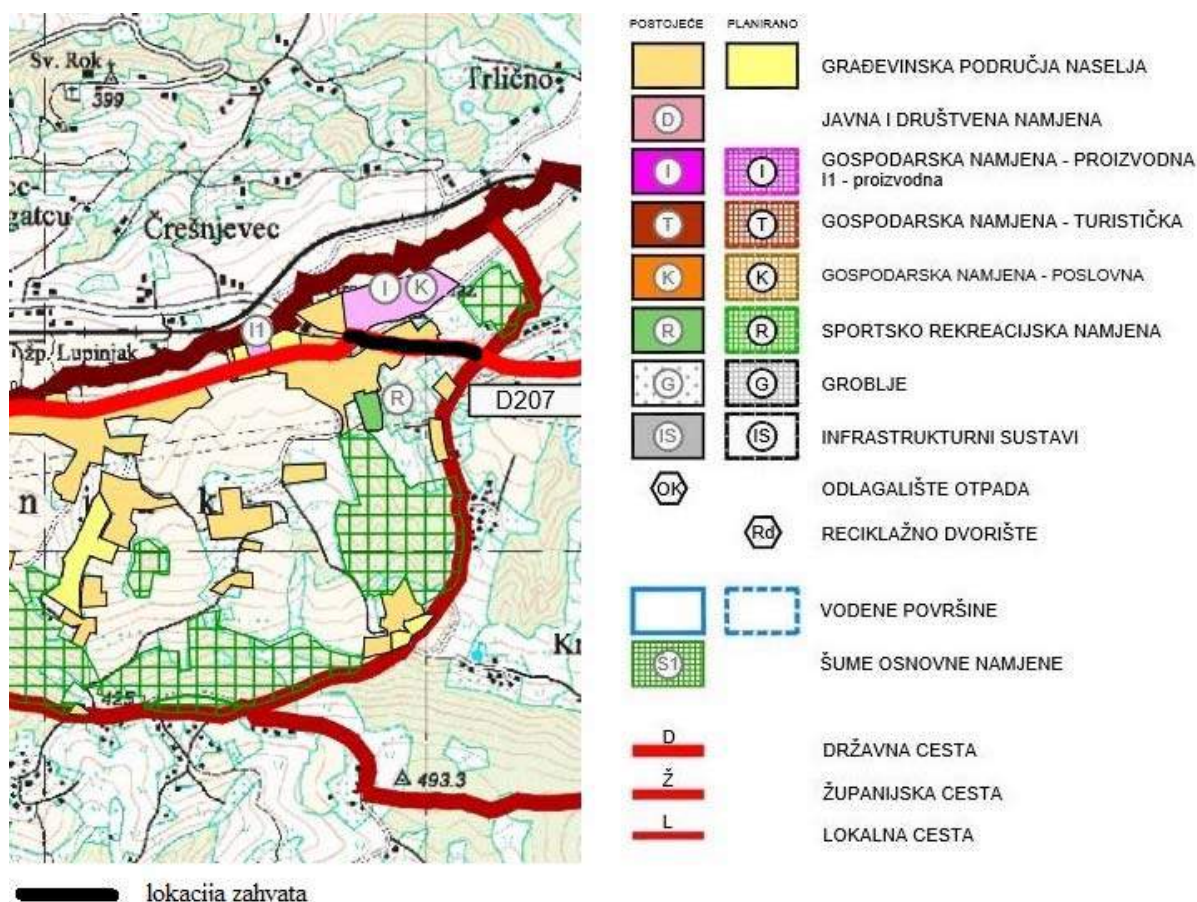 Sv. Rok
399
Trlično
gatcu
Črešnjevec
I K
I1
žp. Lupinjak
R
D207
n i k
Kr
425
493.3
POSTOJEĆE PLANIRANO
GRAĐEVINSKA PODRUČJA NASELJA
D JAVNA I DRUŠTVENA NAMJENA
I I GOSPODARSKA NAMJENA - PROIZVODNA
I1 - proizvodna
T T GOSPODARSKA NAMJENA - TURISTIČKA
K K GOSPODARSKA NAMJENA - POSLOVNA
R R SPORTSKO REKREACIJSKA NAMJENA
G G GROBLJE
IS IS INFRASTRUKTURNI SUSTAVI
OK ODLAGALIŠTE OTPADA
Rd RECIKLAŽNO DVORIŠTE
VODENE POVRŠINE
S1 ŠUME OSNOVNE NAMJENE
D DRŽAVNA CESTA
Ž ŽUPANIJSKA CESTA
L LOKALNA CESTA
lokacija zahvata